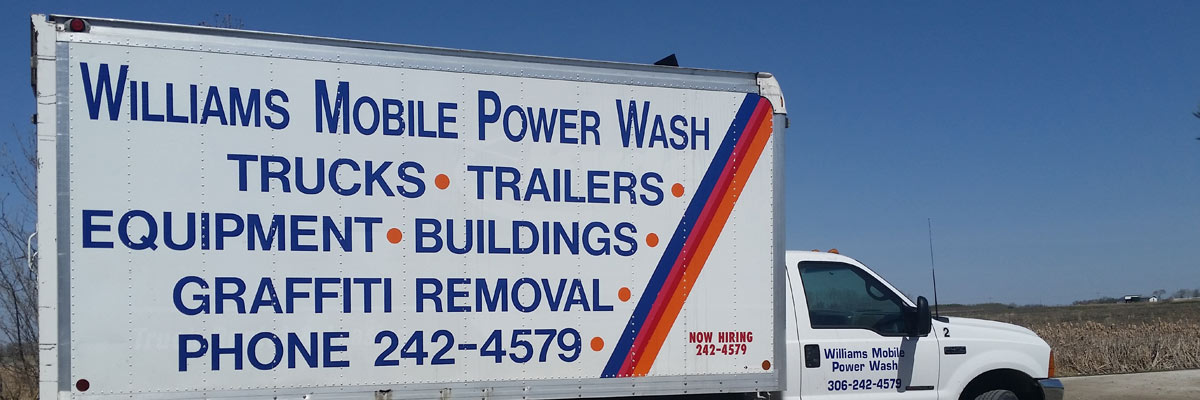 WILLIAMS MOBILE POWER WASH
TRUCKS • TRAILERS •
EQUIPMENT • BUILDINGS •
GRAFFITI REMOVAL •
PHONE 242-4579 •
NOW HIRING
242-4579
2
Williams Mobile
Power Wash
306-242-4579